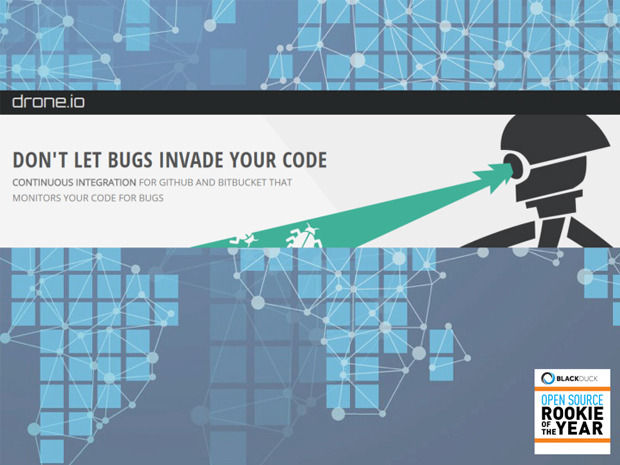 drone.io
DON'T LET BUGS INVADE YOUR CODE
CONTINUOUS INTEGRATION FOR GITHUB AND BITBUCKET THAT
MONITORS YOUR CODE FOR BUGS
BLACKDUCK
OPEN SOURCE
ROOKIE
OF THE YEAR